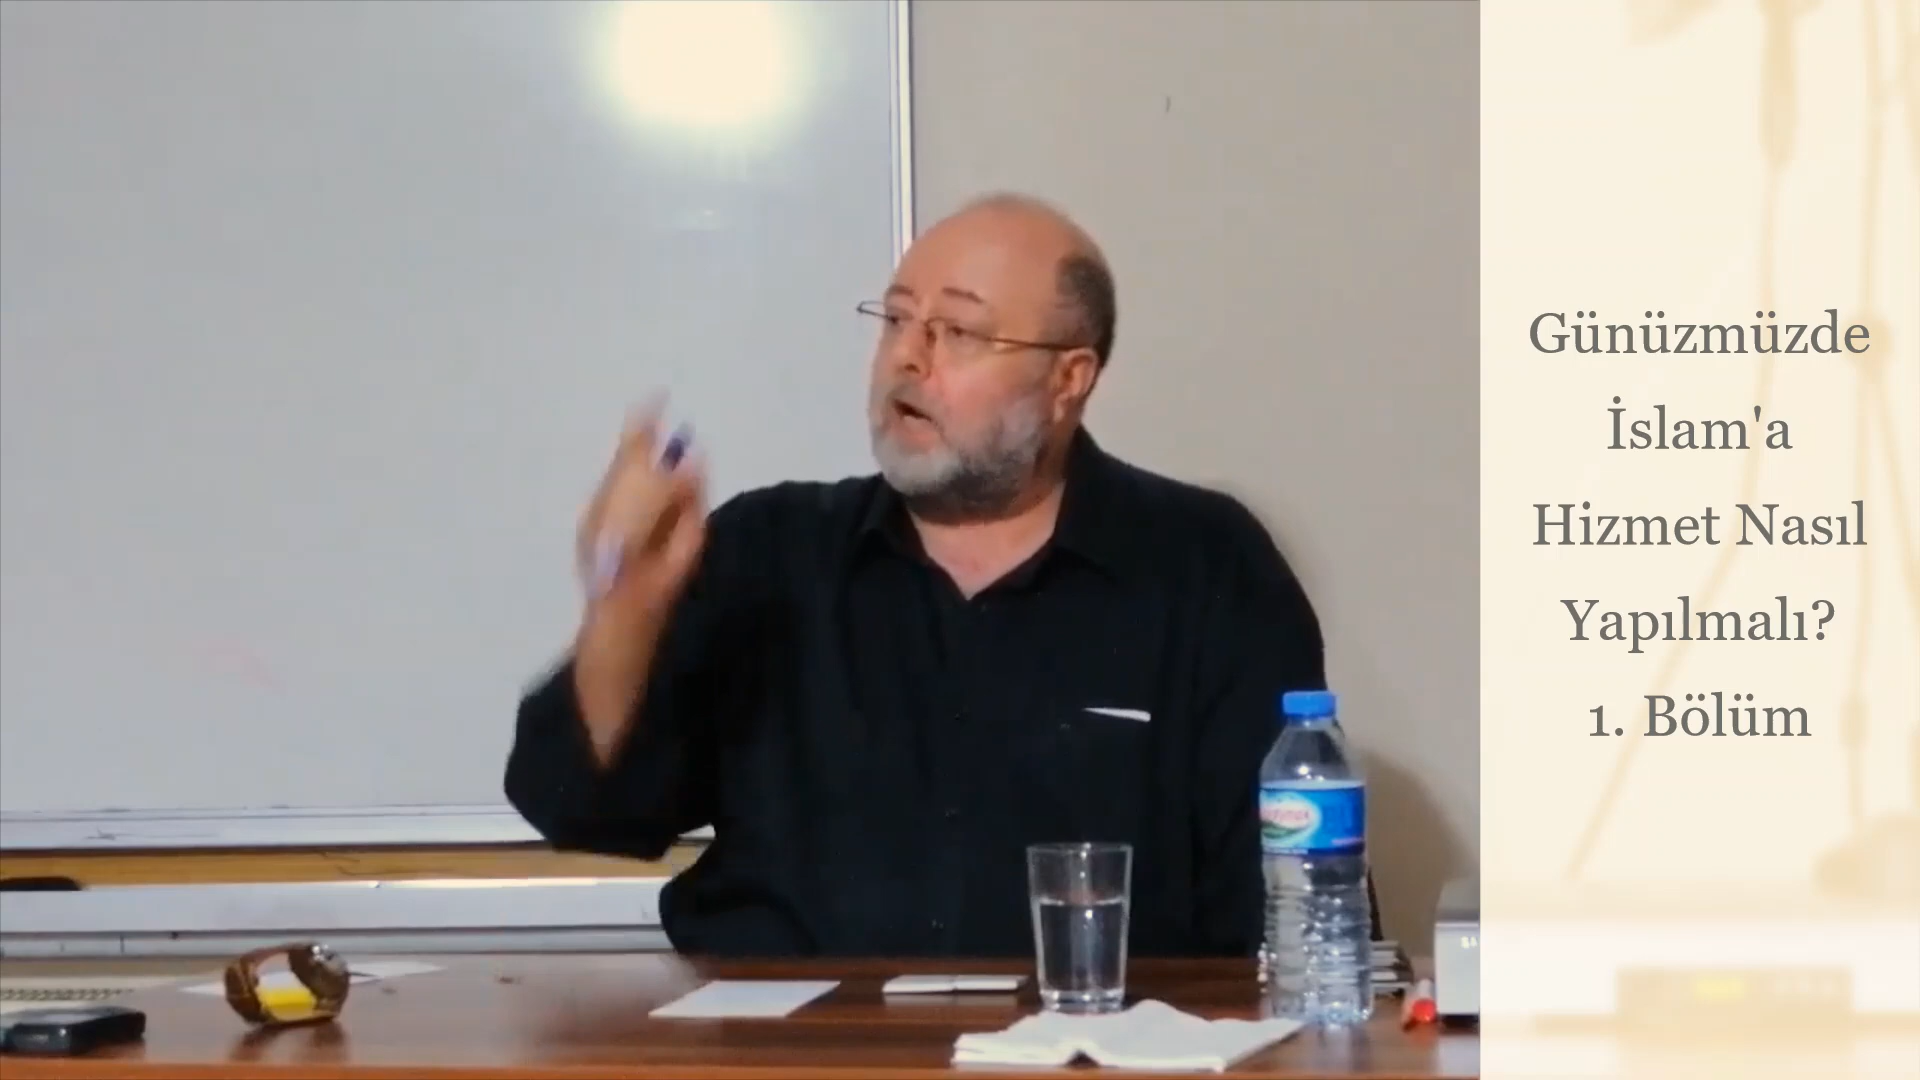 Günüzmüzde
İslam'a
Hizmet Nasıl
Yapılmalı?
1. Bölüm